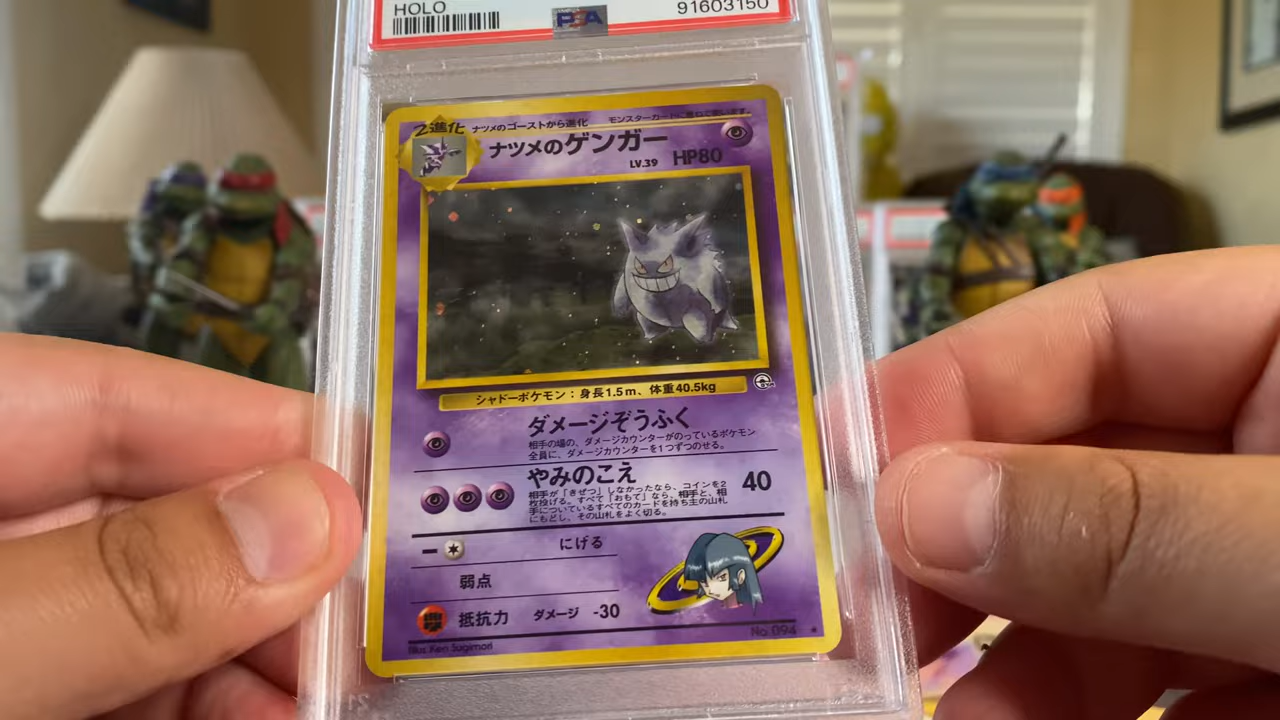 HOLO
PSA
91603150
2進化 ナツメのゴーストから進化
ナツメのゲンガー
LV.39 HP80
シャドーポケモン：身長1.5m、体重40.5kg
ダメージぞうふく
相手の場の、ダメージカウンターがのっているポケモン
全員に、ダメージカウンターを1つずつのせる。
やみのこえ
40
相手が「きぜつ」しなかったなら、コインを2
枚投げる。すべて「おもて」なら、相手と、相
手についているすべてのカードを持ち主の山札
にもどし、その山札をよく切る。
にげる
弱点
抵抗力 ダメージ -30
No.094 ★
Illus. Ken Sugimori